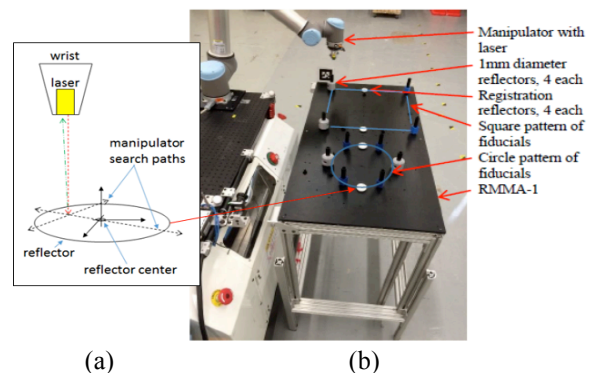 wrist
laser
manipulator
search paths
reflector
reflector center
Manipulator with
laser
1mm diameter
reflectors, 4 each
Registration
reflectors, 4 each
Square pattern of
fiducials
Circle pattern of
fiducials
RMMA-1
(a)
(b)